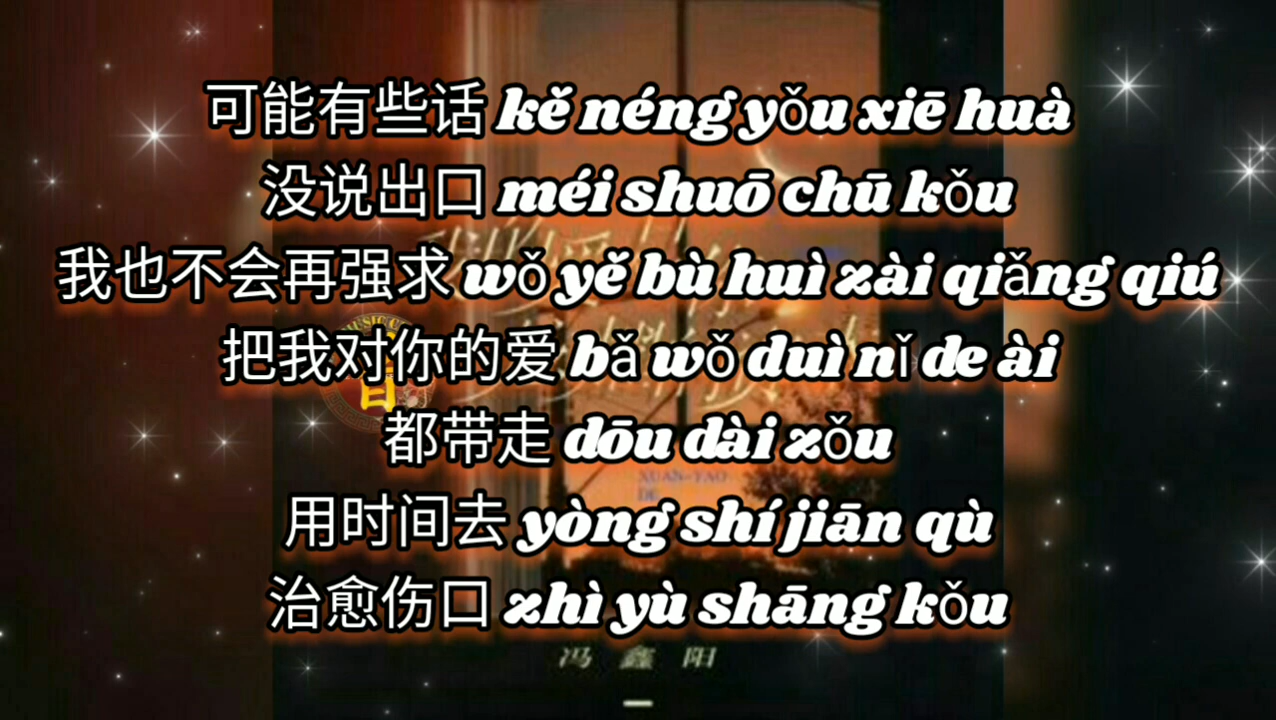 可能有些话 kě néng yǒu xiē huà
没说出口 méi shuō chū kǒu
我也不会再强求 wǒ yě bù huì zài qiǎng qiú
把我对你的爱 bǎ wǒ duì nǐ de ài
都带走 dōu dài zǒu
XUAN-YAO
DE
用时间去 yòng shí jiān qù
治愈伤口 zhì yù shāng kǒu
冯鑫阳